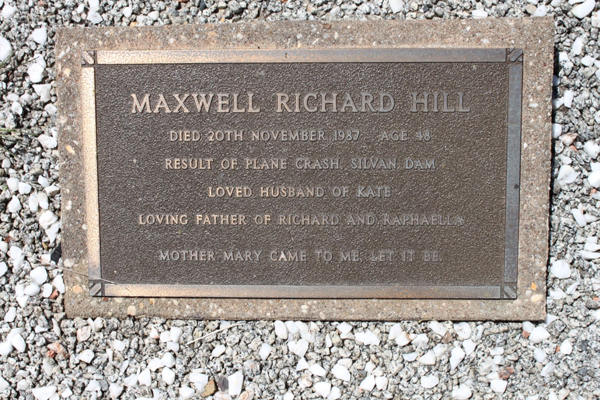 MAXWELL RICHARD HILL
DIED 20TH NOVEMBER 1987 AGE 48
RESULT OF PLANE CRASH, SILVAN DAM
LOVED HUSBAND OF KATE
LOVING FATHER OF RICHARD AND RAPHAELLA
MOTHER MARY CAME TO ME, LET IT BE.